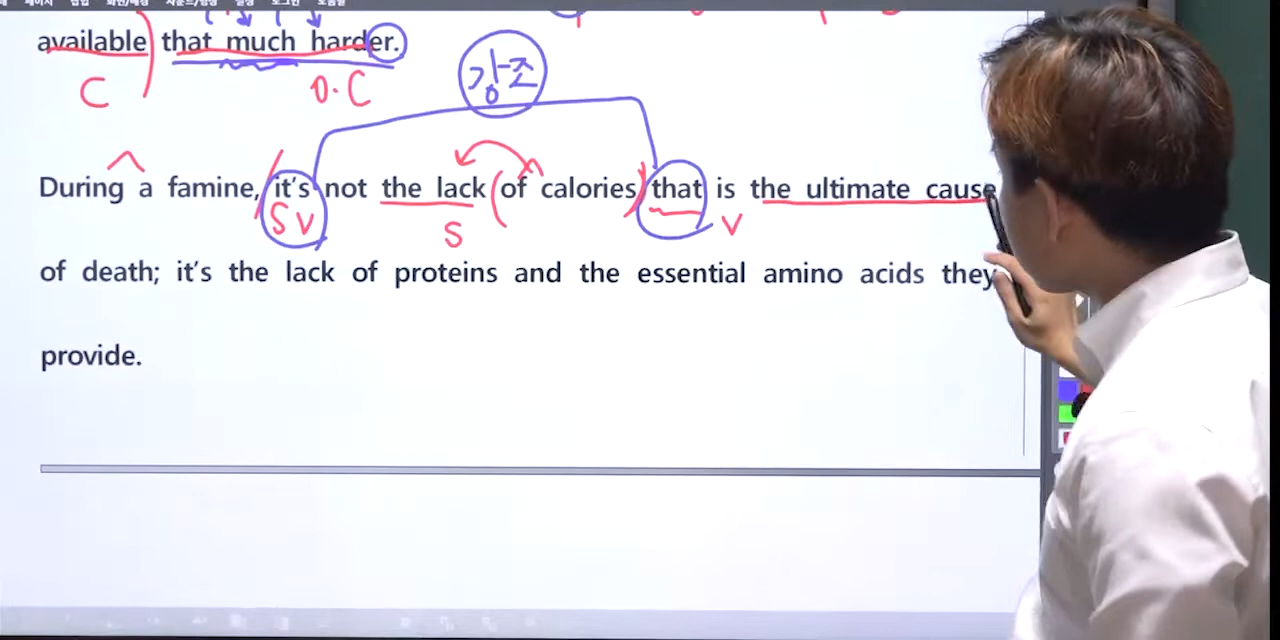 available that much harder.
C O.C 강조
During a famine, it's not the lack of calories that is the ultimate cause
S V S V
of death; it's the lack of proteins and the essential amino acids they
provide.